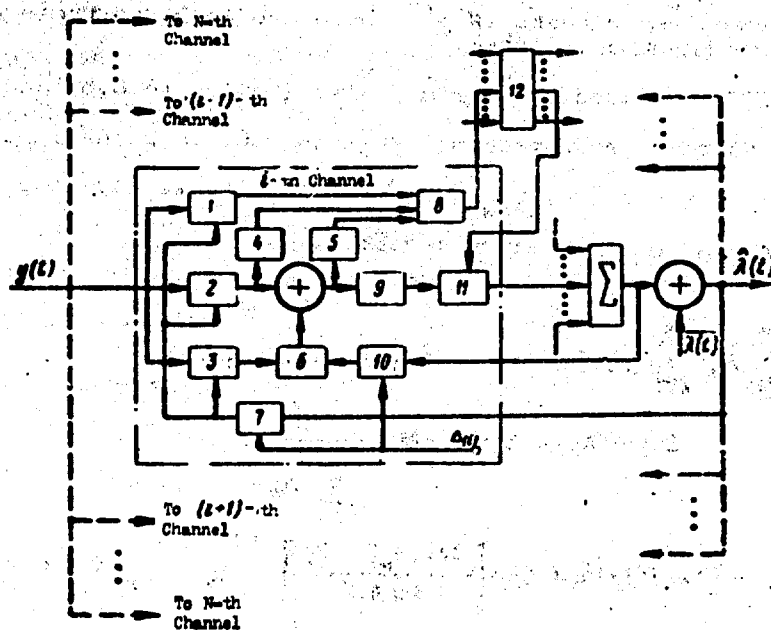 To N-th
Channel
To (i-1)-th
Channel
12
i-th Channel
1
8
4
5
y(t)
2
+
9
11
Σ
+
λ̂(t)
λ(t)
3
6
10
7
To (i+1)-th
Channel
To N-th
Channel